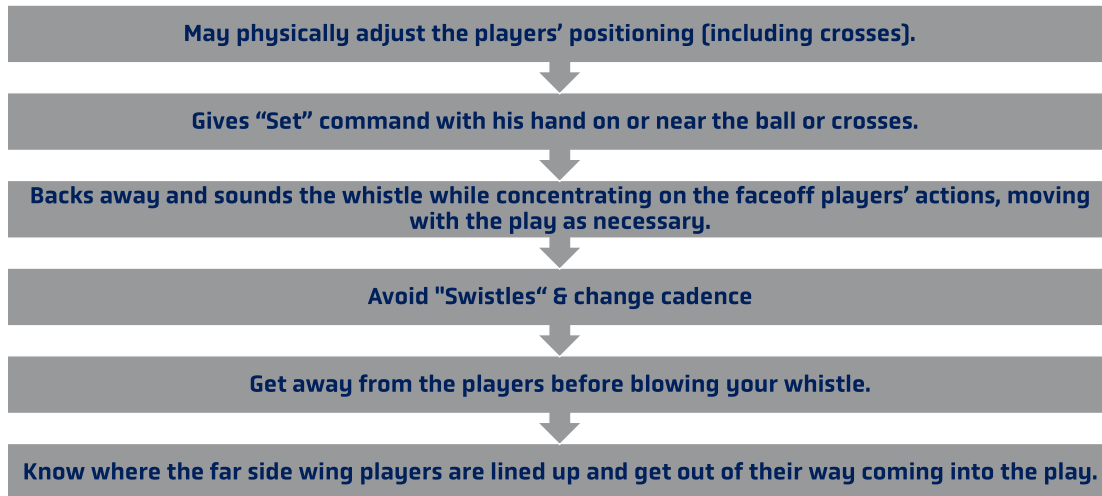 May physically adjust the players’ positioning (including crosses).
Gives “Set” command with his hand on or near the ball or crosses.
Backs away and sounds the whistle while concentrating on the faceoff players’ actions, moving
with the play as necessary.
Avoid "Swistles“ & change cadence
Get away from the players before blowing your whistle.
Know where the far side wing players are lined up and get out of their way coming into the play.